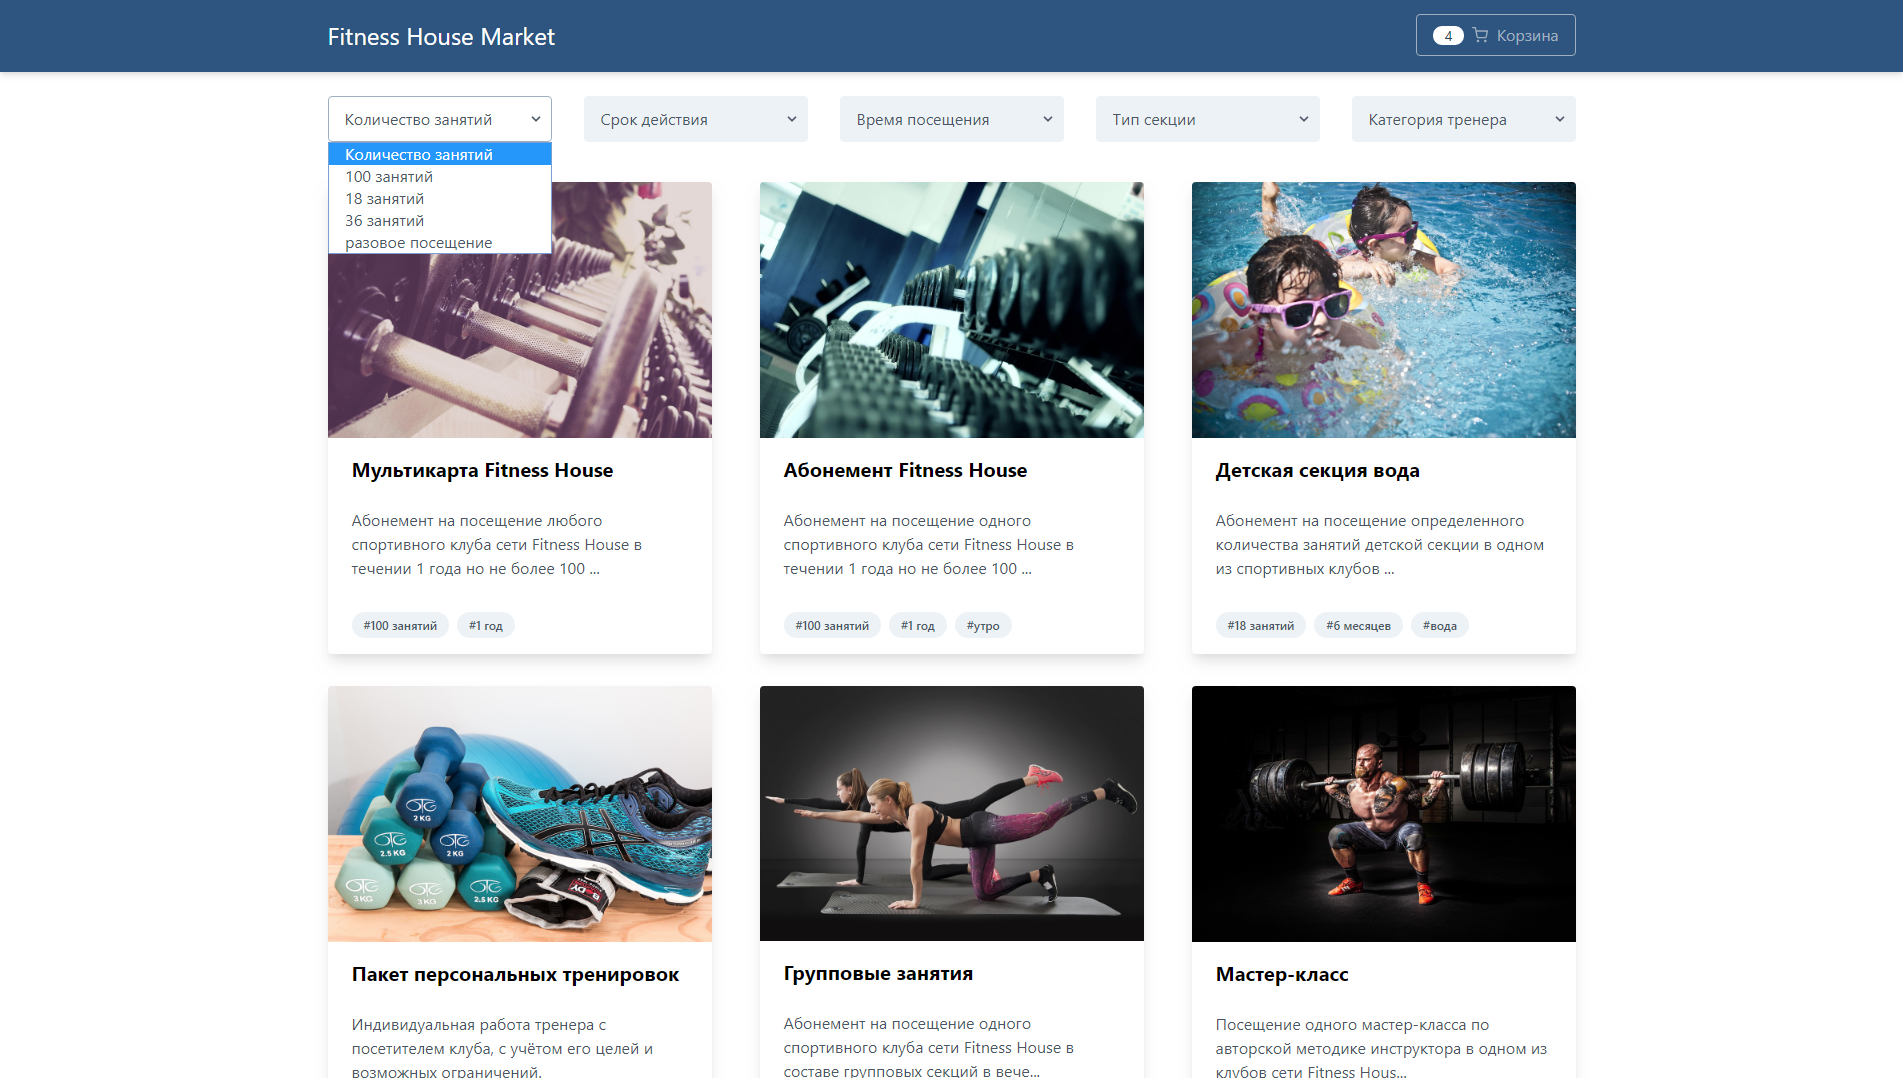 Fitness House Market
4 Корзина
Количество занятий
Срок действия
Время посещения
Тип секции
Категория тренера
Количество занятий
100 занятий
18 занятий
36 занятий
разовое посещение
Мультикарта Fitness House
Абонемент на посещение любого
спортивного клуба сети Fitness House в
течении 1 года но не более 100 ...
#100 занятий
#1 год
Абонемент Fitness House
Абонемент на посещение одного
спортивного клуба сети Fitness House в
течении 1 года но не более 100 ...
#100 занятий
#1 год
#утро
Детская секция вода
Абонемент на посещение определенного
количества занятий детской секции в одном
из спортивных клубов ...
#18 занятий
#6 месяцев
#вода
OTG
2 KG
2.5 KG
2 KG
OTG
3 KG
OTG
3 KG
OTG
2.5 KG
Пакет персональных тренировок
Индивидуальная работа тренера с
посетителем клуба, с учётом его целей и
возможных ограничений.
Групповые занятия
Абонемент на посещение одного
спортивного клуба сети Fitness House в
составе групповых секций в вече...
Мастер-класс
Посещение одного мастер-класса по
авторской методике инструктора в одном из
клубов сети Fitness Hous...